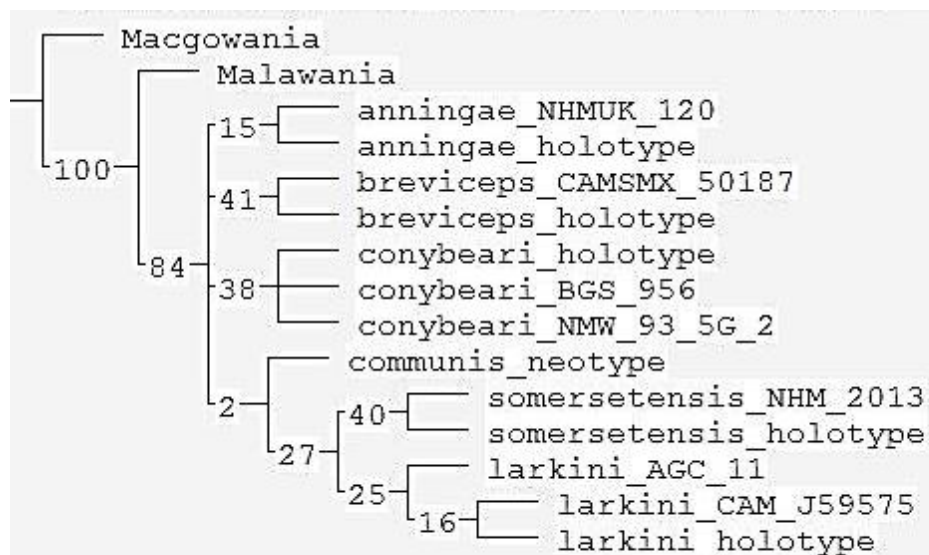 Macgowania
Malawania
anningae_NHMUK_120
15
anningae_holotype
100
breviceps_CAMSMX_50187
41
breviceps_holotype
conybeari_holotype
84
38
conybeari_BGS_956
conybeari_NMW_93_5G_2
communis_neotype
2
somersetensis_NHM_2013
40
somersetensis_holotype
27
larkini_AGC_11
25
larkini_CAM_J59575
16
larkini_holotype